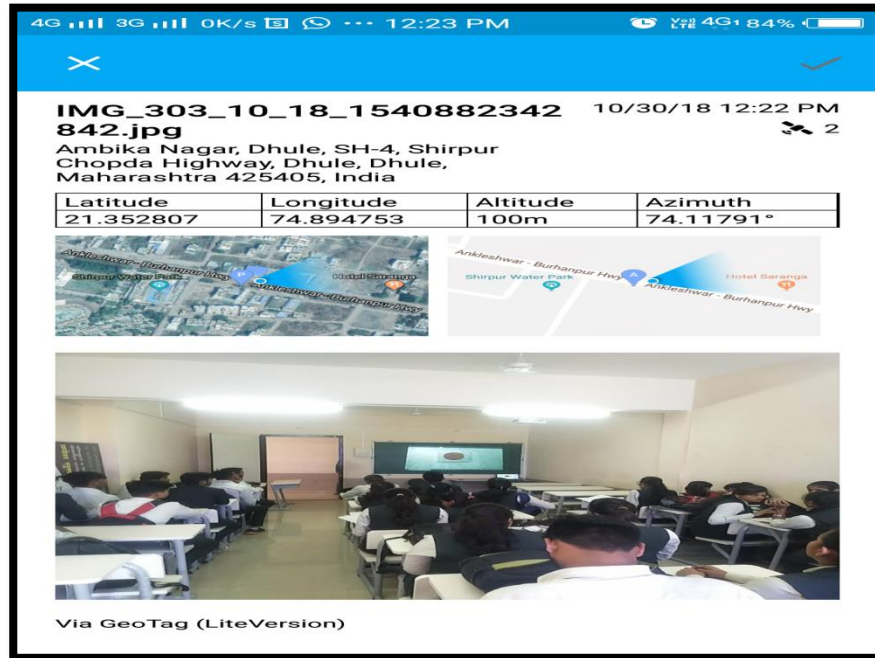 4G 3G 0K/s S ... 12:23 PM VoD LTE 4G1 84%
IMG_303_10_18_1540882342 10/30/18 12:22 PM
842.jpg 2
Ambika Nagar, Dhule, SH-4, Shirpur
Chopda Highway, Dhule, Dhule,
Maharashtra 425405, India
Latitude Longitude Altitude Azimuth
21.352807 74.894753 100m 74.11791°
Ankleshwar - Burhanpur Hwy
Shirpur Water Park
P
Hotel Saranga
Ankleshwar - Burhanpur Hwy
Ankleshwar - Burhanpur Hwy
Shirpur Water Park
A
Hotel Saranga
Ankleshwar - Burhanpur Hwy
Via GeoTag (LiteVersion)